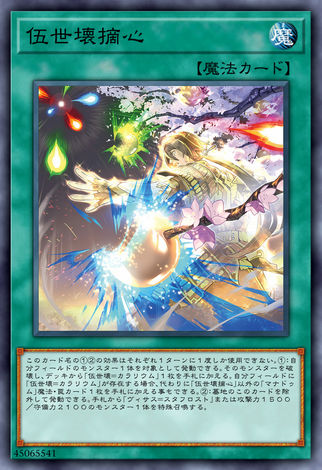 伍世壊摘心
魔
【魔法カード】
このカード名の①②の効果はそれぞれ1ターンに1度しか使用できない。①:自
分フィールドのモンスター1体を対象として発動できる。そのモンスターを破
壊し、デッキから「伍世壊=カラリウム」1枚を手札に加える。自分フィールドに
「伍世壊=カラリウム」が存在する場合、代わりに「伍世壊摘心」以外の「マナドゥ
ム」魔法・罠カード1枚を手札に加える事もできる。②:墓地のこのカードを除
外して発動できる。手札から「ヴィサス=スタフロスト」または攻撃力1500
/守備力2100のモンスター1体を特殊召喚する。
45065541